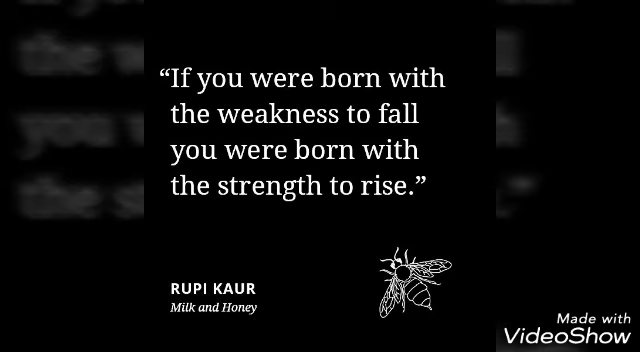 “If you were born with
the weakness to fall
you were born with
the strength to rise.”
RUPI KAUR
Milk and Honey
Made with
VideoShow